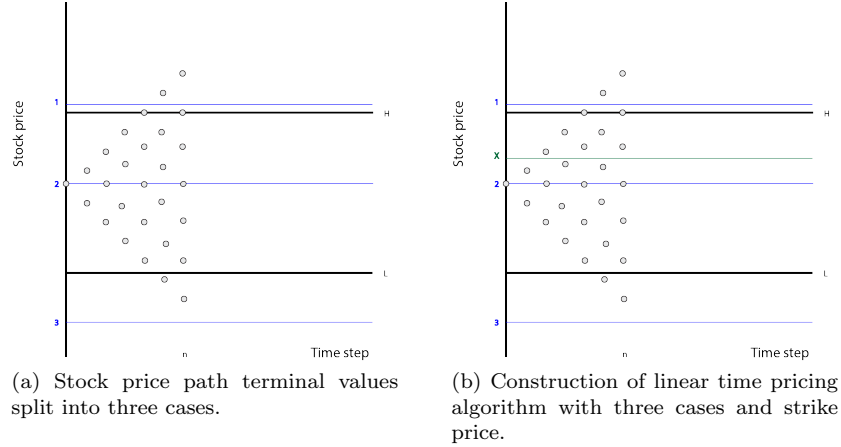 1
H
Stock price
2
L
3
n
Time step
(a) Stock price path terminal values
split into three cases.
1
H
Stock price
X
2
L
3
n
Time step
(b) Construction of linear time pricing
algorithm with three cases and strike
price.